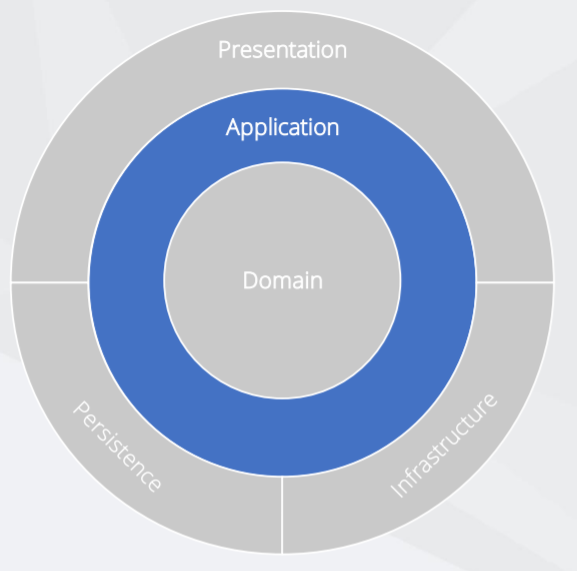 Presentation
Application
Domain
Persistence
Infrastructure